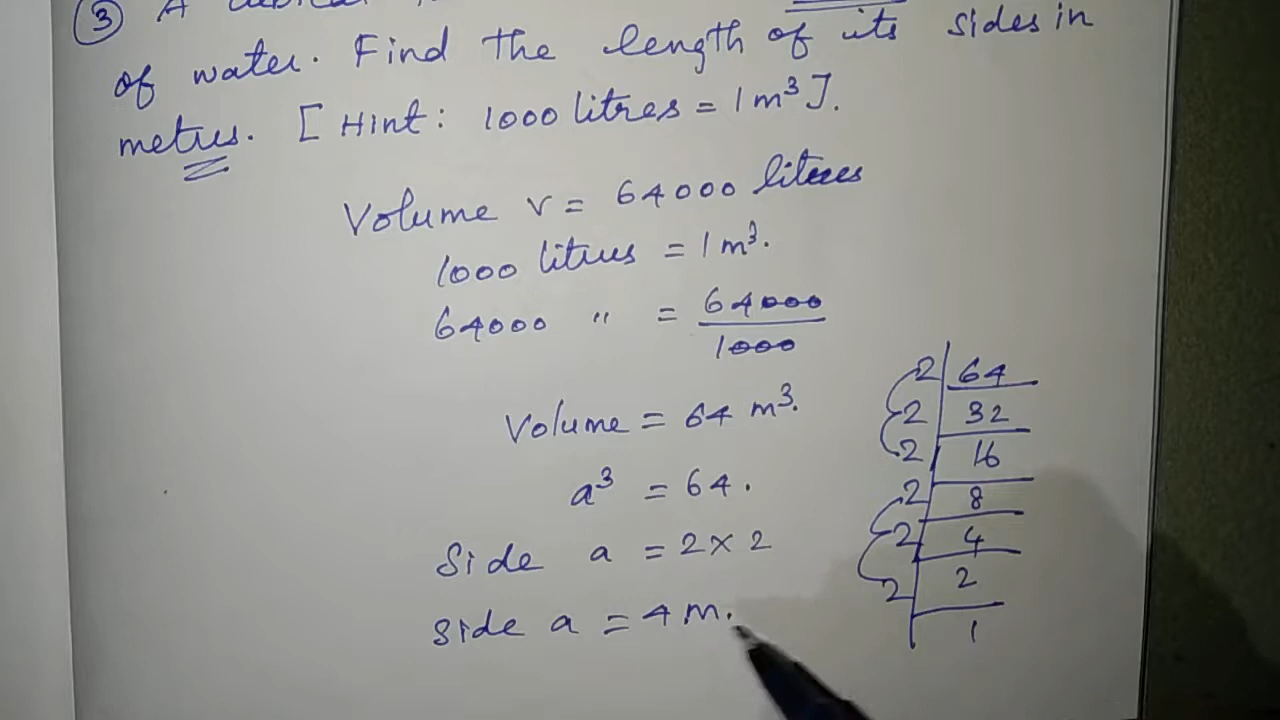 3 A
of water. Find the length of its sides in
metres. [Hint: 1000 litres = 1 m³].
Volume V = 64000 litres
1000 litres = 1 m³.
64000 " = 64000/1000
Volume = 64 m³.
a³ = 64.
Side a = 2 × 2
side a = 4 m.
2 | 64
2 | 32
2 | 16
2 | 8
2 | 4
2 | 2
1